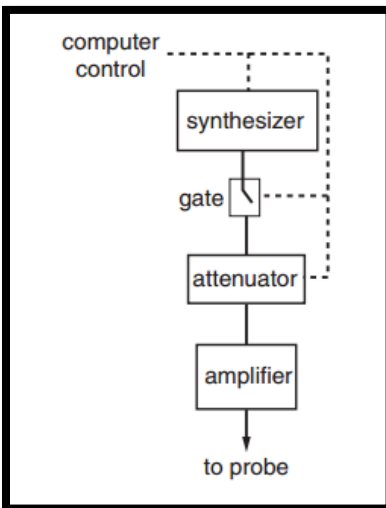 computer
control
synthesizer
gate
attenuator
amplifier
to probe